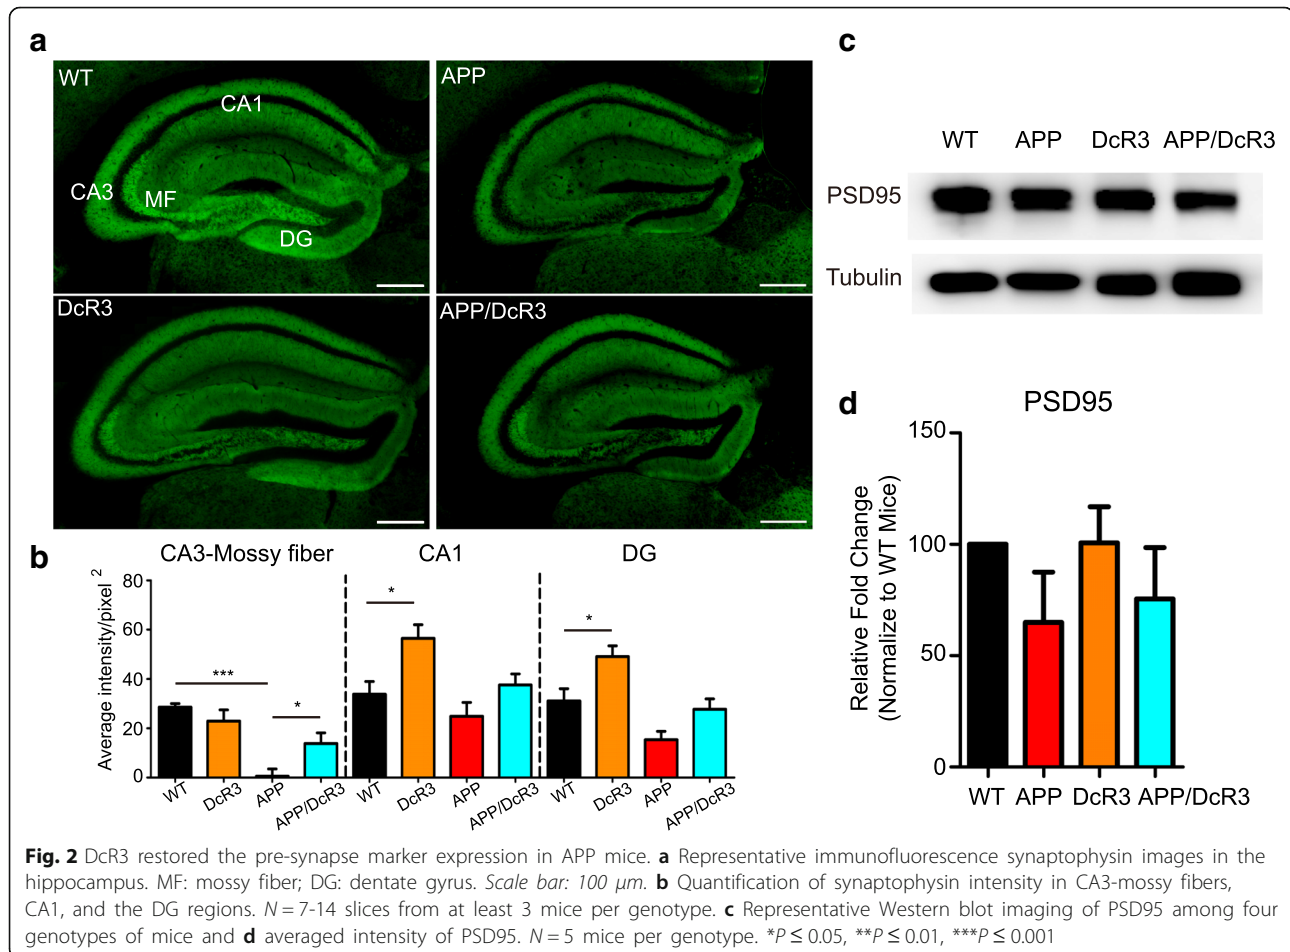 a
WT
CA1
CA3
MF
DG
APP
DcR3
APP/DcR3
c
WT APP DcR3 APP/DcR3
PSD95
Tubulin
b
CA3-Mossy fiber CA1 DG
Average intensity/pixel 2
80
60
40
20
0
***
*
*
*
WT DcR3 APP APP/DcR3 WT DcR3 APP APP/DcR3 WT DcR3 APP APP/DcR3
d
PSD95
Relative Fold Change
(Normalize to WT Mice)
150
100
50
0
WT APP DcR3 APP/DcR3
Fig. 2 DcR3 restored the pre-synapse marker expression in APP mice. a Representative immunofluorescence synaptophysin images in the
hippocampus. MF: mossy fiber; DG: dentate gyrus. Scale bar: 100 μm. b Quantification of synaptophysin intensity in CA3-mossy fibers,
CA1, and the DG regions. N = 7-14 slices from at least 3 mice per genotype. c Representative Western blot imaging of PSD95 among four
genotypes of mice and d averaged intensity of PSD95. N = 5 mice per genotype. *P ≤ 0.05, **P ≤ 0.01, ***P ≤ 0.001